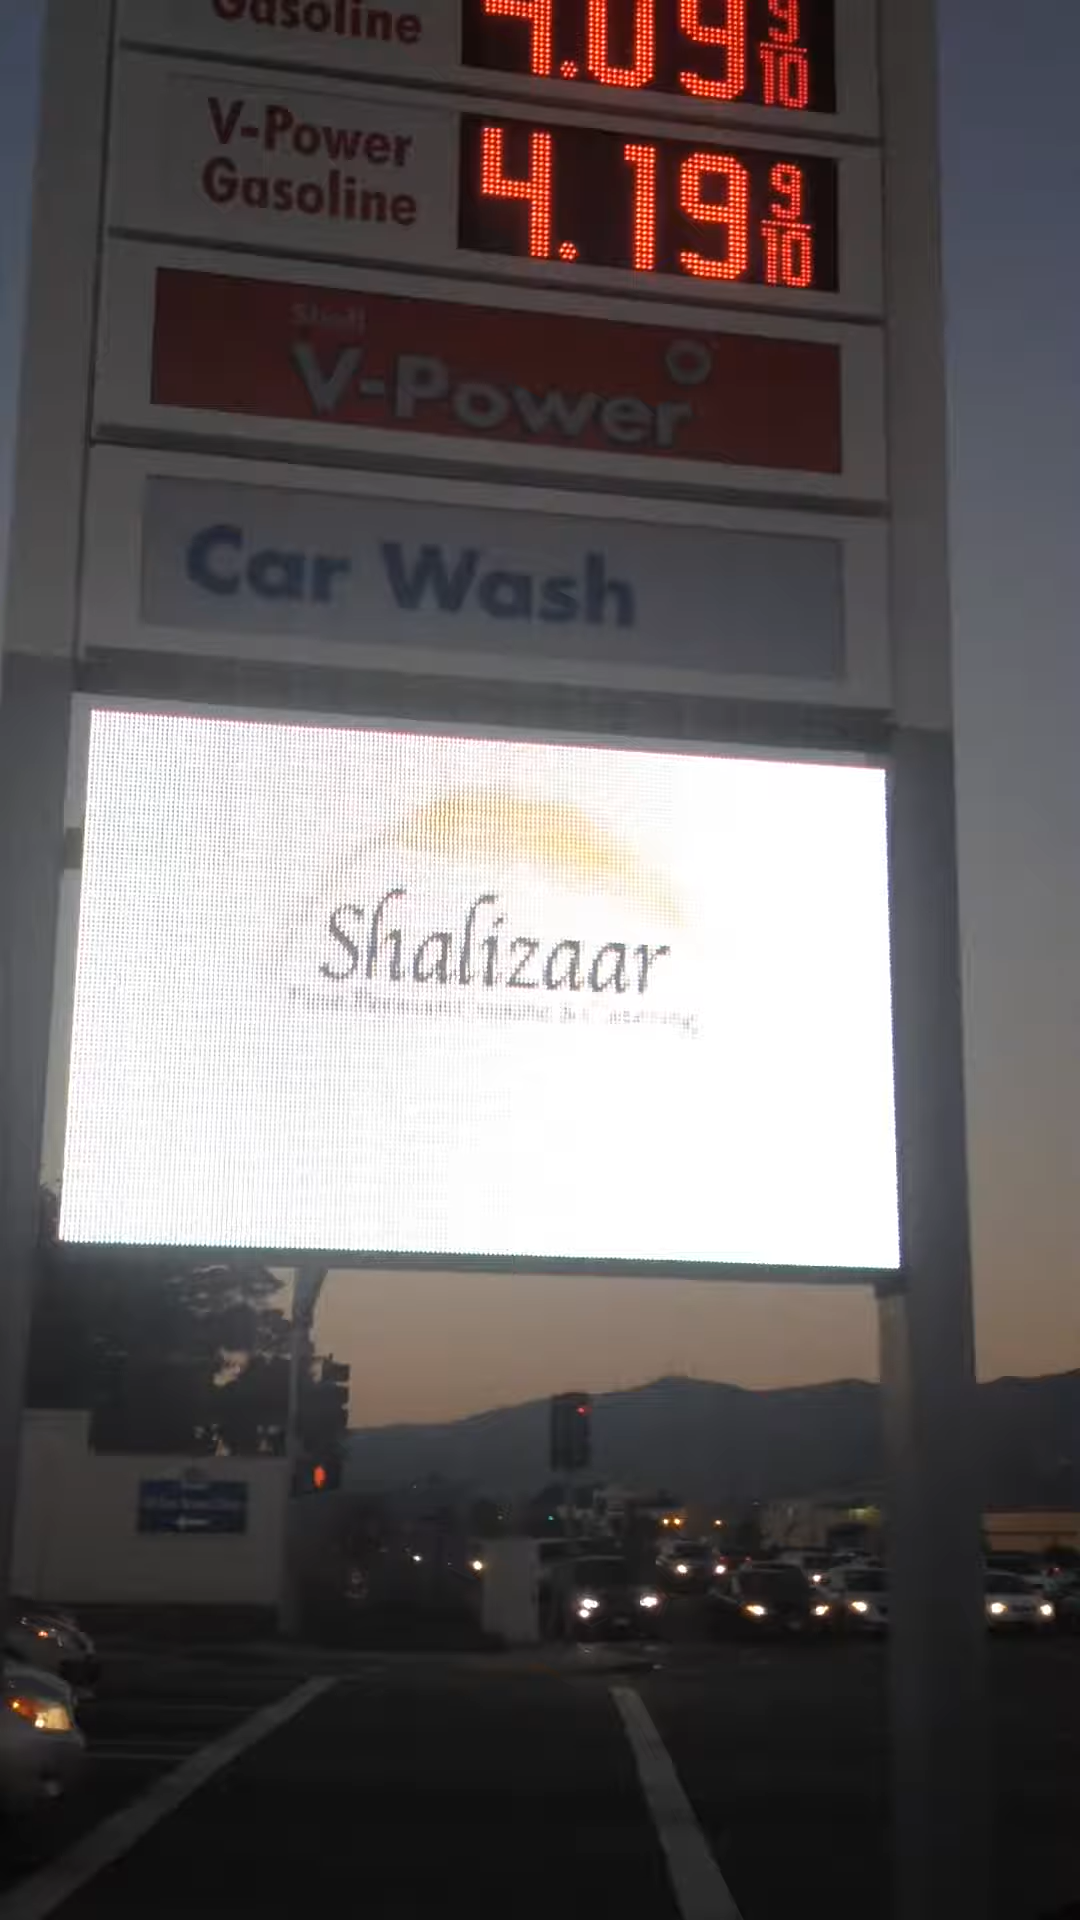 Gasoline
4.09 9/10
V-Power
Gasoline
4.19 9/10
Shell
V-Power
Car Wash
Shalizaar